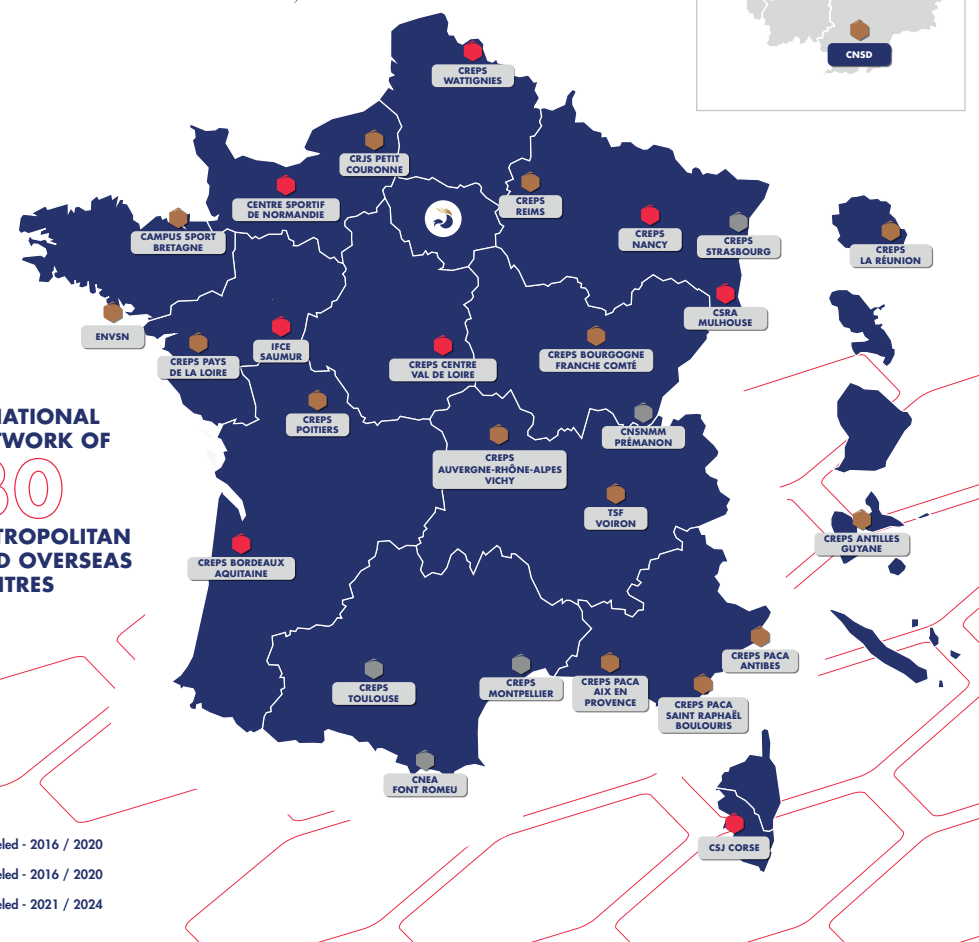 CNSD
CREPS
WATTIGNIES
CRJS PETIT
COURONNE
CENTRE SPORTIF
DE NORMANDIE
CREPS
REIMS
CAMPUS SPORT
BRETAGNE
CREPS
NANCY
CREPS
STRASBOURG
CREPS
LA RÉUNION
ENVSN
CSRA
MULHOUSE
CREPS PAYS
DE LA LOIRE
IFCE
SAUMUR
CREPS CENTRE
VAL DE LOIRE
CREPS BOURGOGNE
FRANCHE COMTÉ
CREPS
POITIERS
CNSNMM
PRÉMANON
CREPS
AUVERGNE-RHÔNE-ALPES
VICHY
TSF
VOIRON
CREPS ANTILLES
GUYANE
NATIONAL
TWORK OF
30
TROPOLITAN
D OVERSEAS
NTRES
CREPS BORDEAUX
AQUITAINE
CREPS PACA
ANTIBES
CREPS
TOULOUSE
CREPS
MONTPELLIER
CREPS PACA
AIX EN
PROVENCE
CREPS PACA
SAINT RAPHAËL
BOULOURIS
CNEA
FONT ROMEU
CSJ CORSE
eled - 2016 / 2020
eled - 2016 / 2020
eled - 2021 / 2024